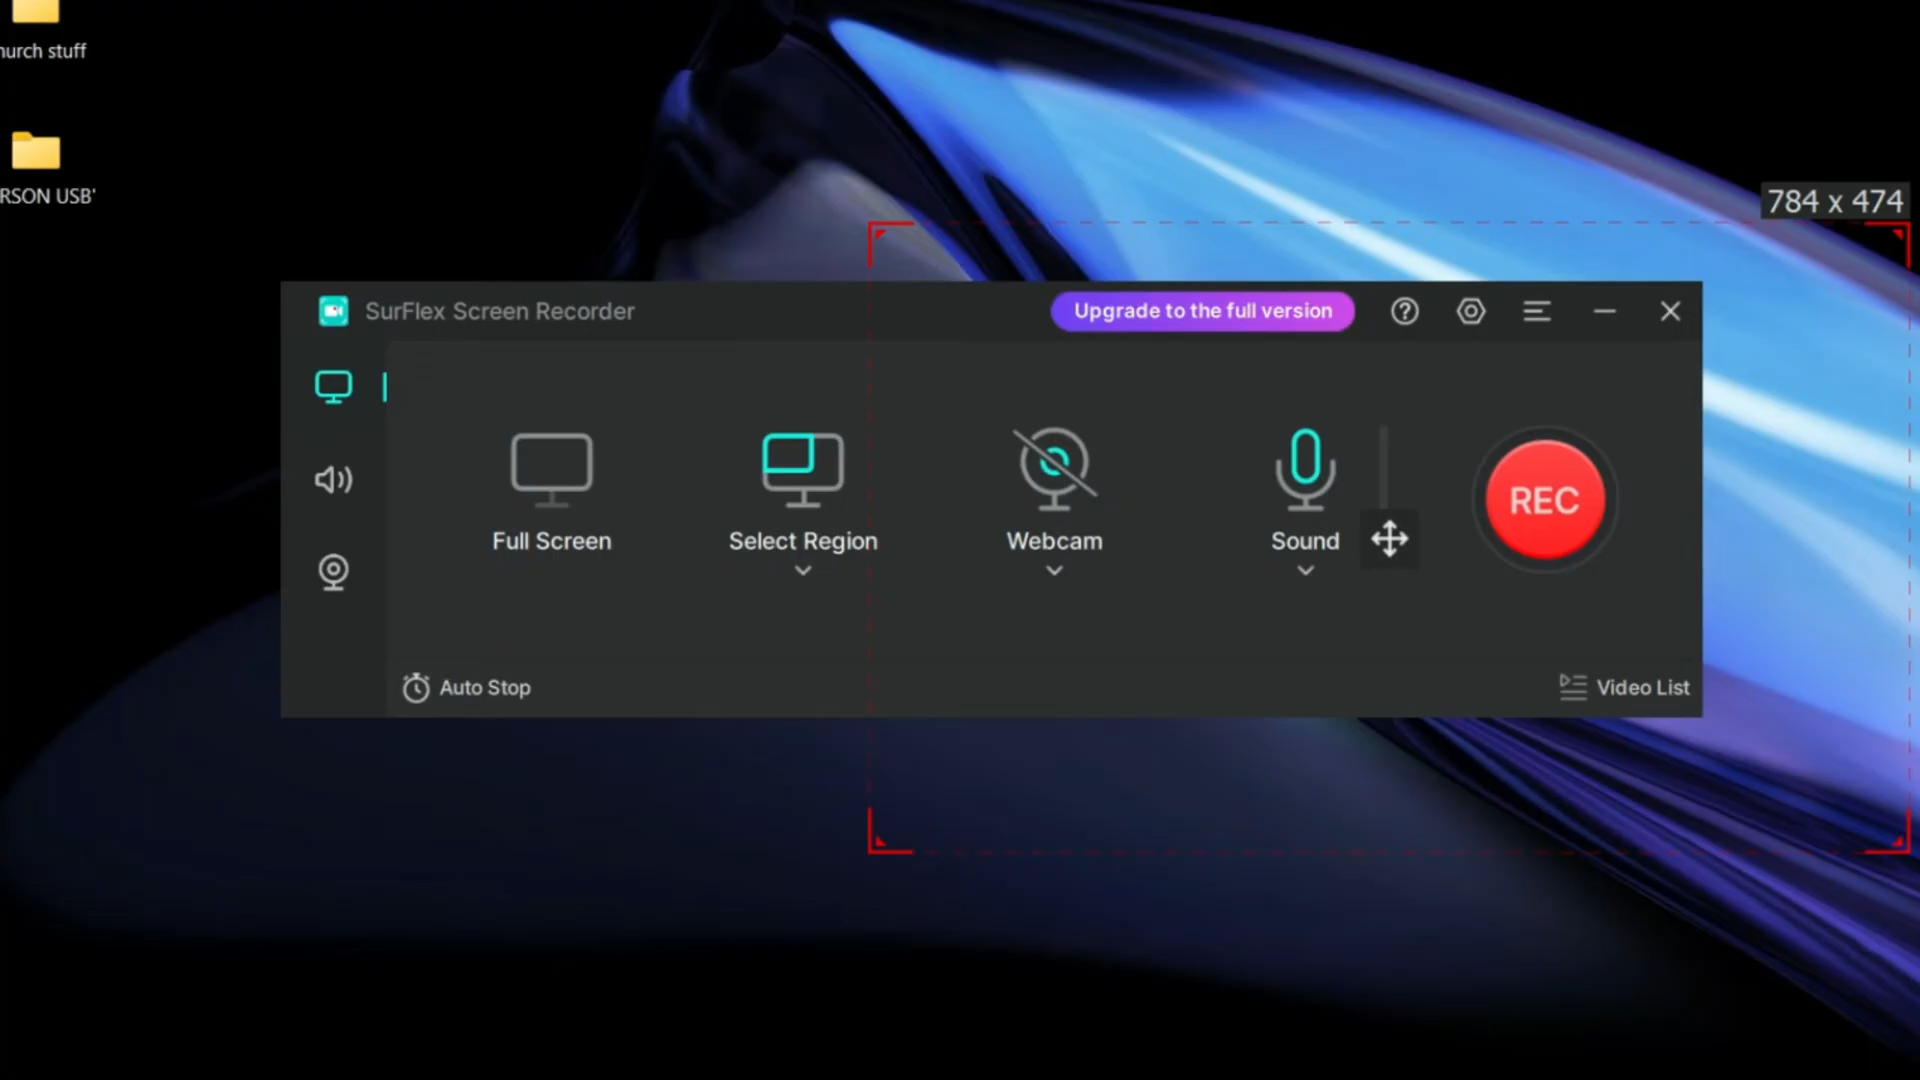 hurch stuff
RSON USB'
784 x 474
SurFlex Screen Recorder
Upgrade to the full version
Full Screen
Select Region
Webcam
Sound
REC
Auto Stop
Video List